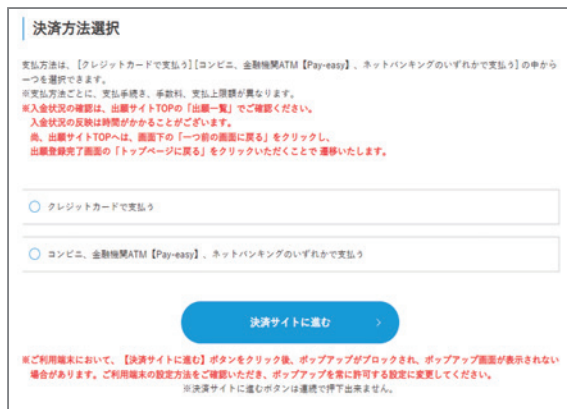 決済方法選択
支払方法は、[クレジットカードで支払う] [コンビニ、金融機関ATM【Pay-easy】、ネットバンキングのいずれかで支払う] の中から
一つを選択できます。
※支払方法ごとに、支払手続き、手数料、支払上限額が異なります。
※入金状況の確認は、出願サイトTOPの「出願一覧」でご確認ください。
入金状況の反映は時間がかかることがございます。
尚、出願サイトTOPへは、画面下の「一つ前の画面に戻る」をクリックし、
出願登録完了画面の「トップページに戻る」をクリックいただくことで 遷移いたします。
クレジットカードで支払う
コンビニ、金融機関ATM【Pay-easy】、ネットバンキングのいずれかで支払う
決済サイトに進む
※ご利用端末において、【決済サイトに進む】ボタンをクリック後、ポップアップがブロックされ、ポップアップ画面が表示されない
場合があります。ご利用端末の設定方法をご確認いただき、ポップアップを常に許可する設定に変更してください。
※決済サイトに進むボタンは連続で押下出来ません。